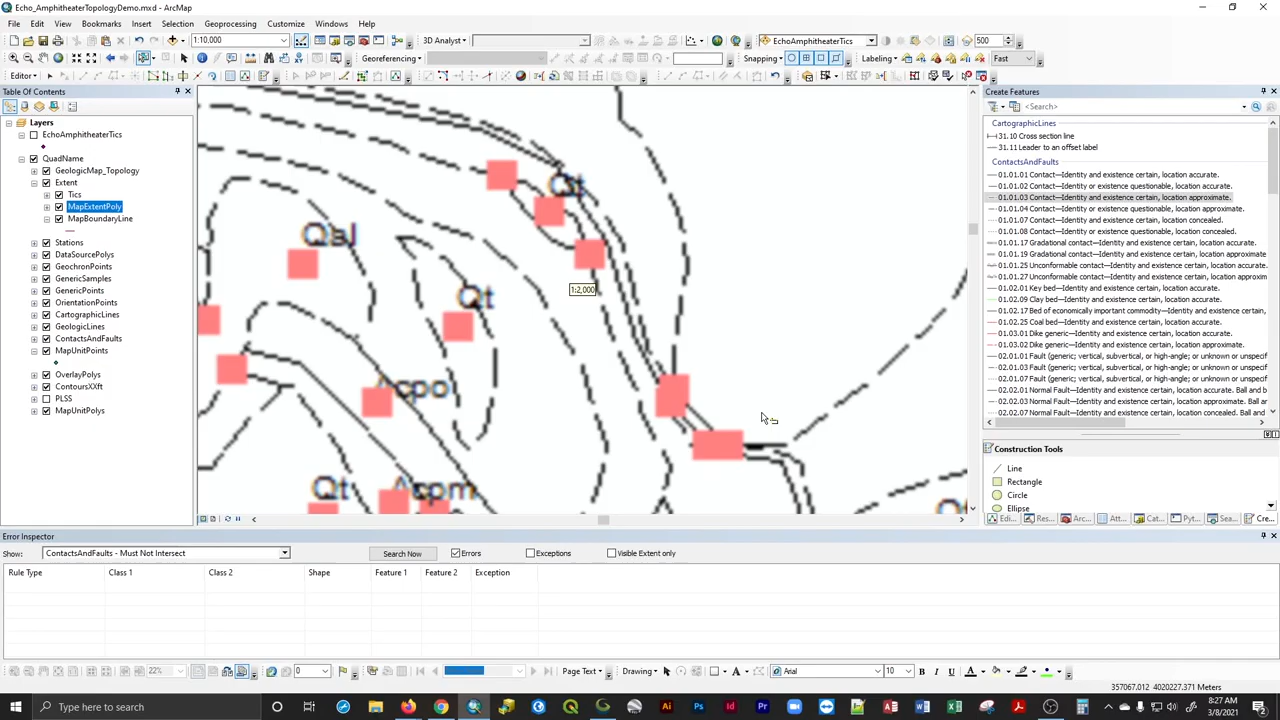 Echo_AmphitheaterTopologyDemo.mxd - ArcMap
File Edit View Bookmarks Insert Selection Geoprocessing Customize Windows Help
1:10,000 3D Analyst EchoAmphitheaterTics 500
Georeferencing Snapping Labeling Fast
Editor
Table Of Contents
Layers
EchoAmphitheaterTics
QuadName
GeologicMap_Topology
Extent
Tics
MapExtentPoly
MapBoundaryLine
Stations
DataSourcePolys
GeochronPoints
GenericSamples
GenericPoints
OrientationPoints
CartographicLines
GeologicLines
ContactsAndFaults
MapUnitPoints
OverlayPolys
ContoursXXft
PLSS
MapUnitPolys
Qt
Qal
Qt
1:2,000
Acpo
Qt
Acpm
Create Features
<Search>
CartographicLines
31.10 Cross section line
31.11 Leader to an offset label
ContactsAndFaults
01.01.01 Contact—Identity and existence certain, location accurate.
01.01.02 Contact—Identity or existence questionable, location accurate.
01.01.03 Contact—Identity and existence certain, location approximate.
01.01.04 Contact—Identity or existence questionable, location approximate.
01.01.07 Contact—Identity and existence certain, location concealed.
01.01.08 Contact—Identity or existence questionable, location concealed.
01.01.17 Gradational contact—Identity and existence certain, location accurate.
01.01.19 Gradational contact—Identity and existence certain, location approximate
01.01.25 Unconformable contact—Identity and existence certain, location accurate.
01.01.27 Unconformable contact—Identity and existence certain, location approxim
01.02.01 Key bed—Identity and existence certain, location accurate.
01.02.09 Clay bed—Identity and existence certain, location accurate.
01.02.17 Bed of economically important commodity—Identity and existence certain,
01.02.25 Coal bed—Identity and existence certain, location accurate.
01.03.01 Dike generic—Identity and existence certain, location accurate.
01.03.02 Dike generic—Identity and existence certain, location approximate.
02.01.01 Fault (generic; vertical, subvertical, or high-angle; or unknown or unspecif
02.01.03 Fault (generic; vertical, subvertical, or high-angle; or unknown or unspecif
02.01.07 Fault (generic; vertical, subvertical, or high-angle; or unknown or unspecif
02.02.01 Normal Fault—Identity and existence certain, location accurate. Ball and b
02.02.03 Normal Fault—Identity and existence certain, location approximate. Ball an
02.02.07 Normal Fault—Identity and existence certain, location concealed. Ball and
Construction Tools
Line
Rectangle
Circle
Ellipse
Edi... Res... Arc... Att... Cat... Pyt... Sea... Cre...
Error Inspector
Show: ContactsAndFaults - Must Not Intersect Search Now Errors Exceptions Visible Extent only
Rule Type Class 1 Class 2 Shape Feature 1 Feature 2 Exception
22% 0 Page Text Drawing Arial 10 B I U A
357067.012 4020227.371 Meters
Type here to search
8:27 AM
3/8/2021